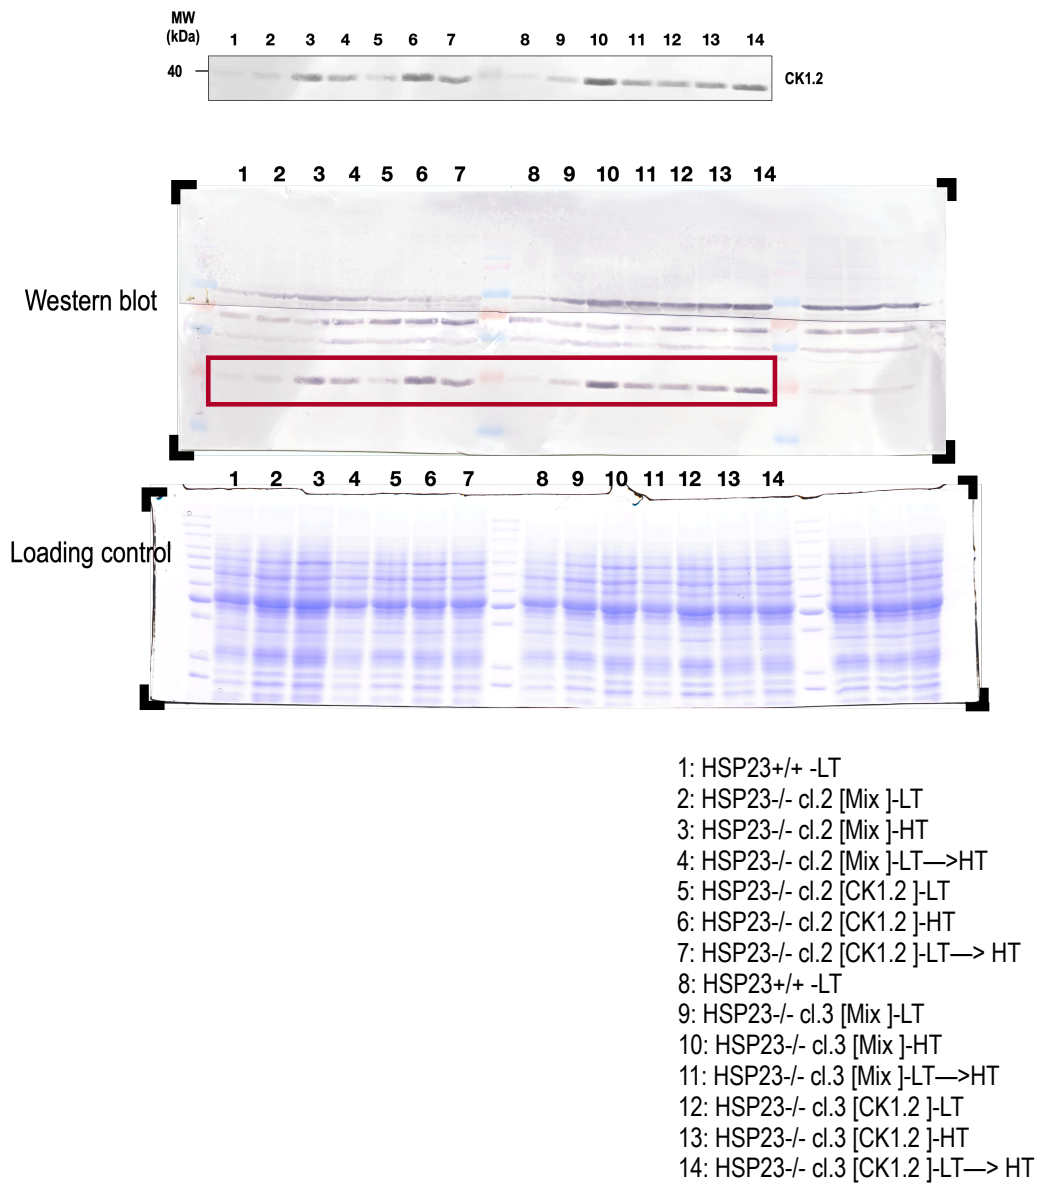 MW
(kDa)
1 2 3 4 5 6 7 8 9 10 11 12 13 14
40
CK1.2
1 2 3 4 5 6 7 8 9 10 11 12 13 14
Western blot
1 2 3 4 5 6 7 8 9 10 11 12 13 14
Loading control
1: HSP23+/+ -LT
2: HSP23-/- cl.2 [Mix ]-LT
3: HSP23-/- cl.2 [Mix ]-HT
4: HSP23-/- cl.2 [Mix ]-LT—>HT
5: HSP23-/- cl.2 [CK1.2 ]-LT
6: HSP23-/- cl.2 [CK1.2 ]-HT
7: HSP23-/- cl.2 [CK1.2 ]-LT—> HT
8: HSP23+/+ -LT
9: HSP23-/- cl.3 [Mix ]-LT
10: HSP23-/- cl.3 [Mix ]-HT
11: HSP23-/- cl.3 [Mix ]-LT—>HT
12: HSP23-/- cl.3 [CK1.2 ]-LT
13: HSP23-/- cl.3 [CK1.2 ]-HT
14: HSP23-/- cl.3 [CK1.2 ]-LT—> HT